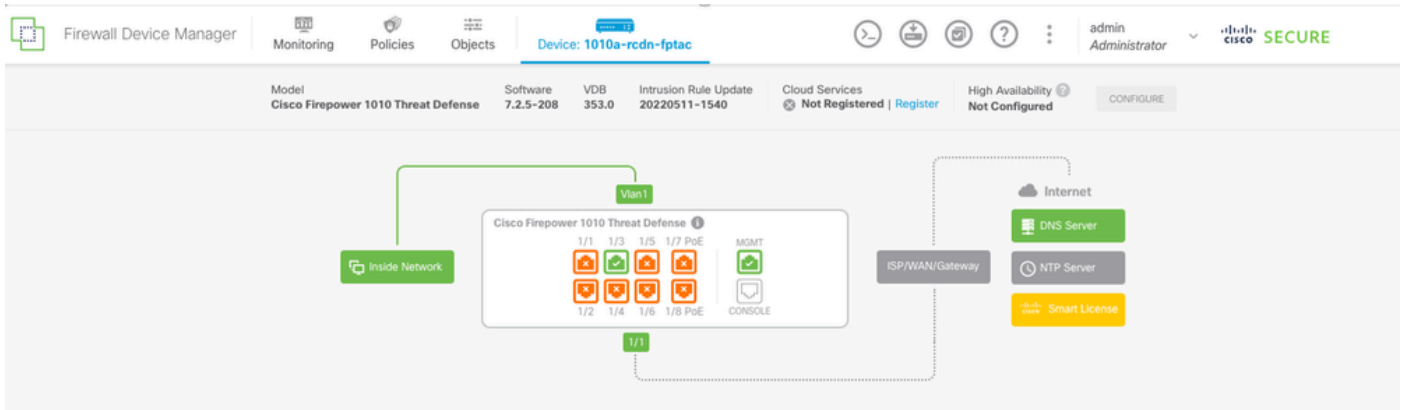 Firewall Device Manager
Monitoring
Policies
Objects
Device: 1010a-rcdn-fptac
admin
Administrator
cisco SECURE
Model
Cisco Firepower 1010 Threat Defense
Software
7.2.5-208
VDB
353.0
Intrusion Rule Update
20220511-1540
Cloud Services
Not Registered | Register
High Availability
Not Configured
CONFIGURE
Vlan1
Cisco Firepower 1010 Threat Defense
1/1 1/3 1/5 1/7 PoE
MGMT
1/2 1/4 1/6 1/8 PoE
CONSOLE
Inside Network
1/1
ISP/WAN/Gateway
Internet
DNS Server
NTP Server
cisco Smart License